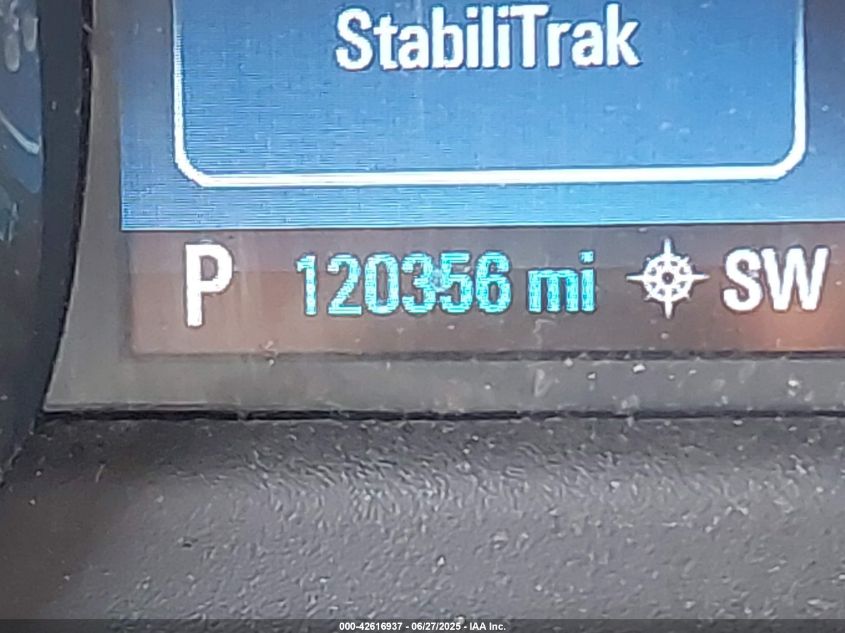 StabiliTrak
P 120356 mi SW
000-42616937 - 06/27/2025 - IAA Inc.